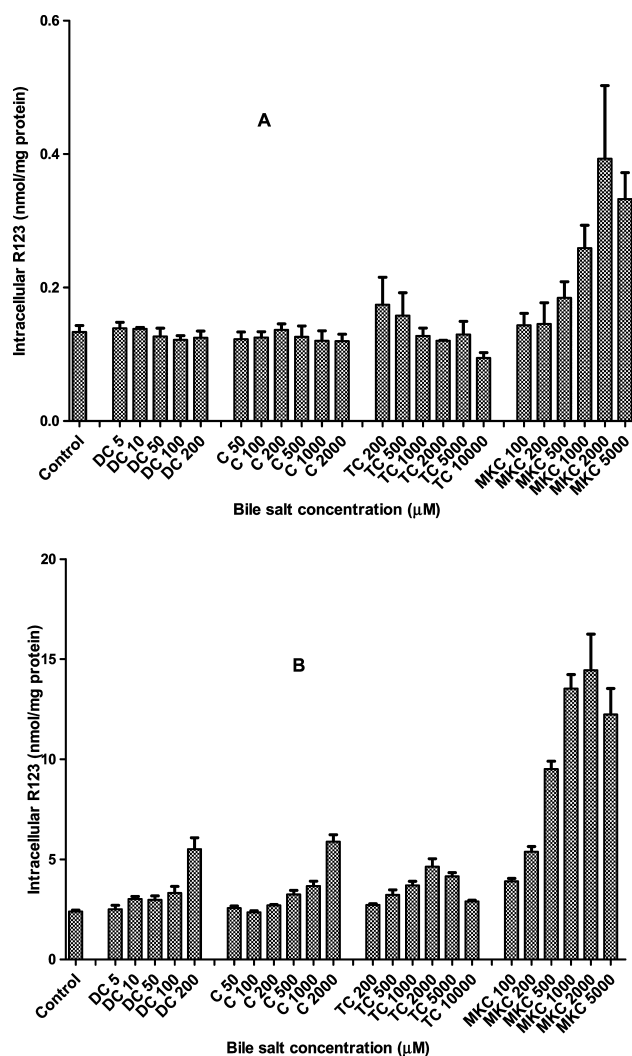 0.6
0.4
0.2
0.0
Intracellular R123 (nmol/mg protein)
A
Control
DC 5
DC 10
DC 50
DC 100
DC 200
C 50
C 100
C 200
C 500
C 1000
C 2000
TC 200
TC 500
TC 1000
TC 2000
TC 5000
TC 10000
MKC 100
MKC 200
MKC 500
MKC 1000
MKC 2000
MKC 5000
Bile salt concentration (μM)
20
15
10
5
0
Intracellular R123 (nmol/mg protein)
B
Control
DC 5
DC 10
DC 50
DC 100
DC 200
C 50
C 100
C 200
C 500
C 1000
C 2000
TC 200
TC 500
TC 1000
TC 2000
TC 5000
TC 10000
MKC 100
MKC 200
MKC 500
MKC 1000
MKC 2000
MKC 5000
Bile salt concentration (μM)